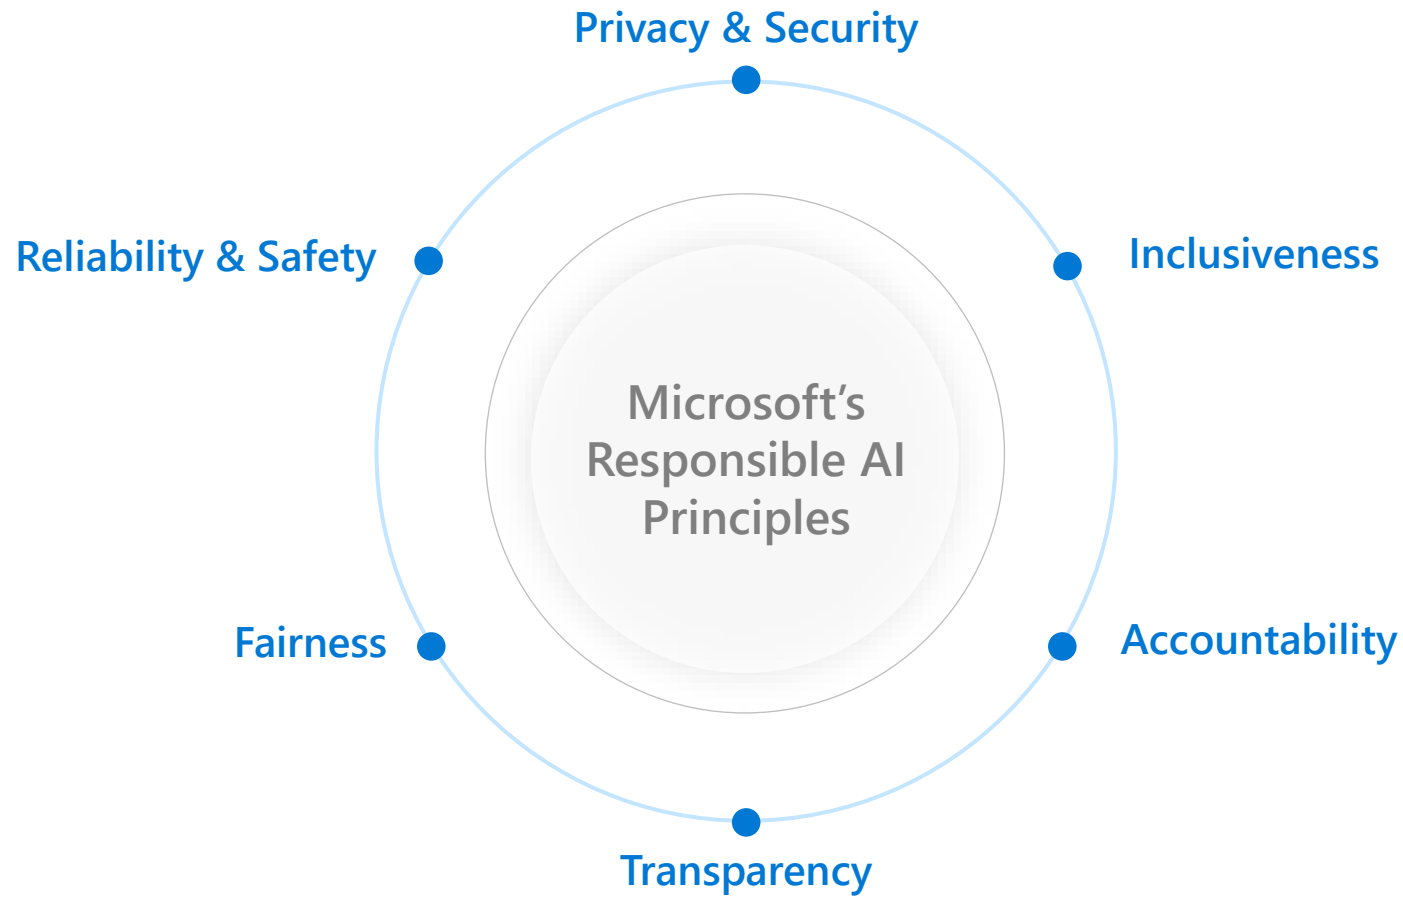 Privacy & Security
Reliability & Safety
Inclusiveness
Microsoft’s
Responsible AI
Principles
Fairness
Accountability
Transparency